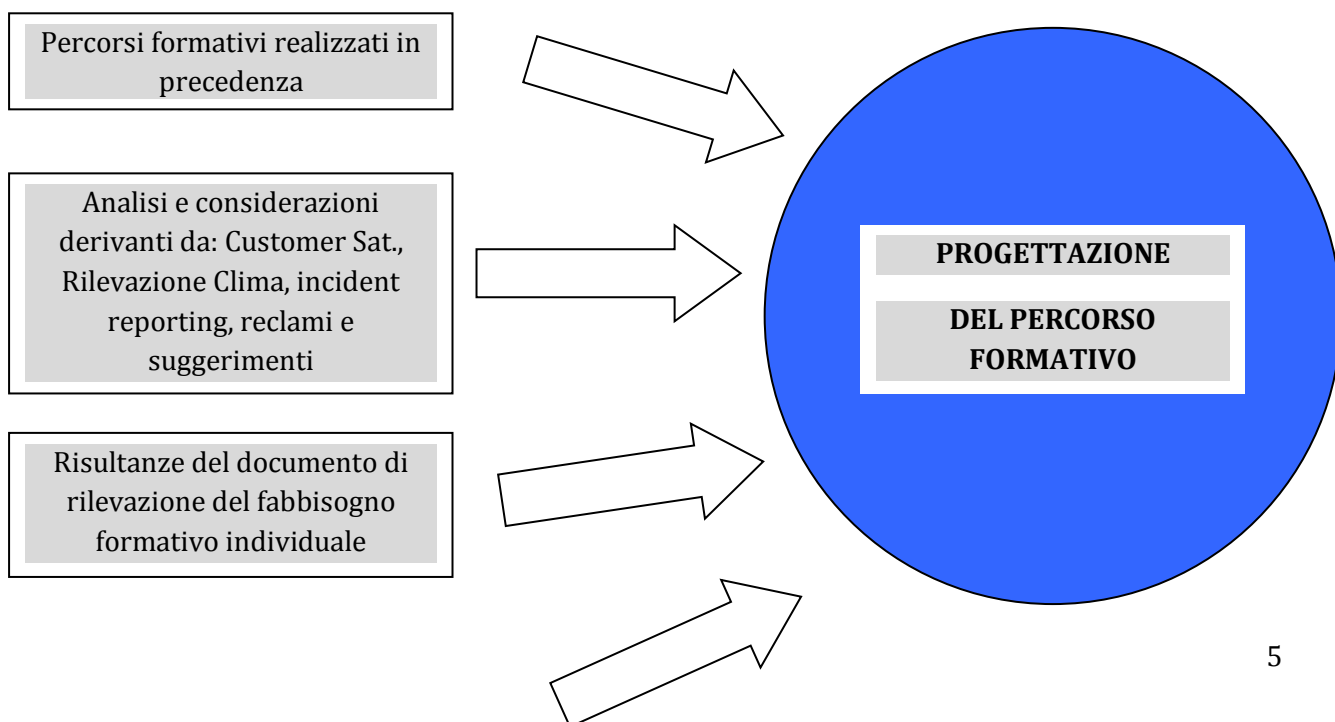 Percorsi formativi realizzati in
precedenza
Analisi e considerazioni
derivanti da: Customer Sat.,
Rilevazione Clima, incident
reporting, reclami e
suggerimenti
Risultanze del documento di
rilevazione del fabbisogno
formativo individuale
PROGETTAZIONE
DEL PERCORSO
FORMATIVO
5